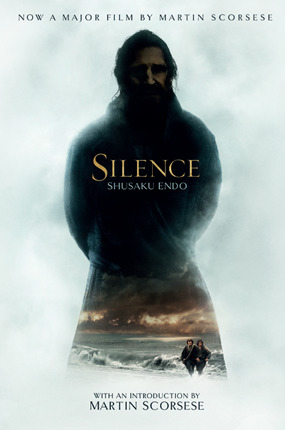 NOW A MAJOR FILM BY MARTIN SCORSESE
SILENCE
SHUSAKU ENDO
WITH AN INTRODUCTION BY
MARTIN SCORSESE